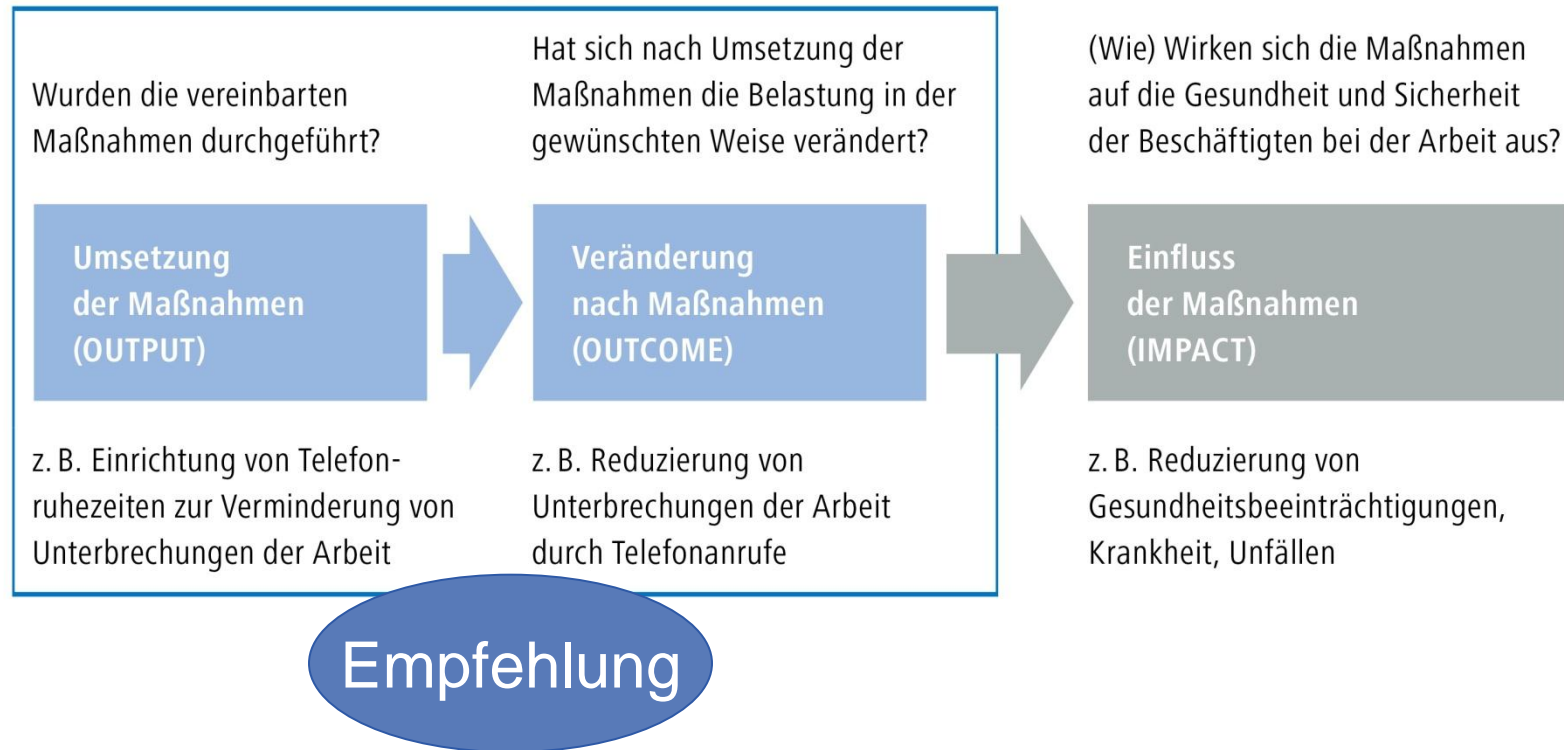 Wurden die vereinbarten
Maßnahmen durchgeführt?
Umsetzung
der Maßnahmen
(OUTPUT)
z. B. Einrichtung von Telefon-
ruhezeiten zur Verminderung von
Unterbrechungen der Arbeit
Hat sich nach Umsetzung der
Maßnahmen die Belastung in der
gewünschten Weise verändert?
Veränderung
nach Maßnahmen
(OUTCOME)
z. B. Reduzierung von
Unterbrechungen der Arbeit
durch Telefonanrufe
(Wie) Wirken sich die Maßnahmen
auf die Gesundheit und Sicherheit
der Beschäftigten bei der Arbeit aus?
Einfluss
der Maßnahmen
(IMPACT)
z. B. Reduzierung von
Gesundheitsbeeinträchtigungen,
Krankheit, Unfällen
Empfehlung